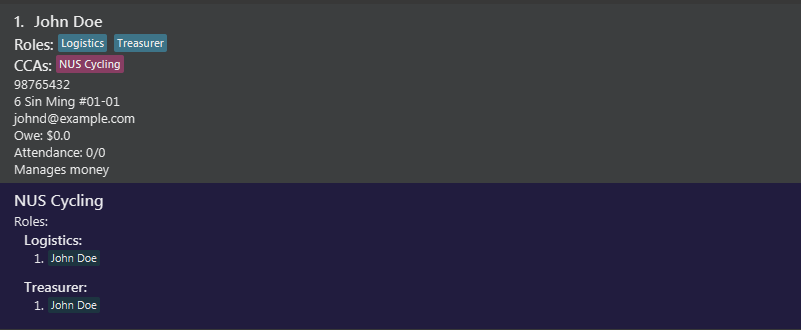 1. John Doe
Roles: Logistics Treasurer
CCAs: NUS Cycling
98765432
6 Sin Ming #01-01
johnd@example.com
Owe: $0.0
Attendance: 0/0
Manages money
NUS Cycling
Roles:
Logistics:
1. John Doe
Treasurer:
1. John Doe